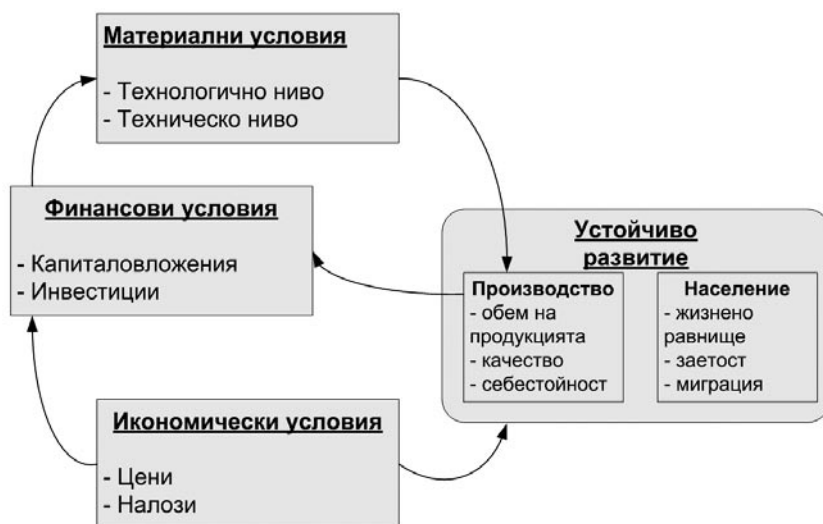 Материални условия
- Технологично ниво
- Техническо ниво
Финансови условия
- Капиталовложения
- Инвестиции
Устойчиво
развитие
Производство
- обем на
продукцията
- качество
- себестойност
Население
- жизнено
равнище
- заетост
- миграция
Икономически условия
- Цени
- Налози